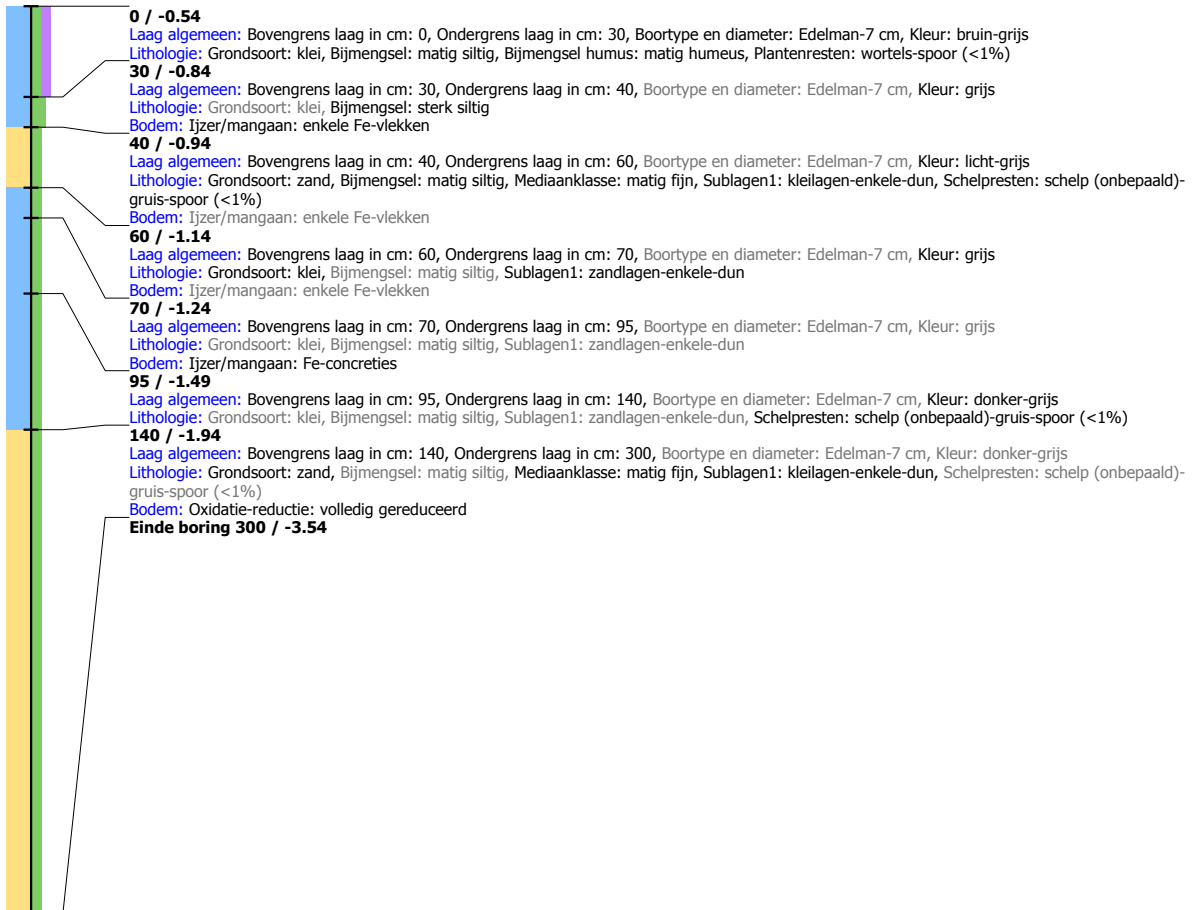 0 / -0.54
Laag algemeen: Bovengrens laag in cm: 0, Ondergrens laag in cm: 30, Boortype en diameter: Edelman-7 cm, Kleur: bruin-grijs
Lithologie: Grondsoort: klei, Bijmengsel: matig siltig, Bijmengsel humus: matig humeus, Plantenresten: wortels-spoor (<1%)
30 / -0.84
Laag algemeen: Bovengrens laag in cm: 30, Ondergrens laag in cm: 40, Boortype en diameter: Edelman-7 cm, Kleur: grijs
Lithologie: Grondsoort: klei, Bijmengsel: sterk siltig
Bodem: Ijzer/mangaan: enkele Fe-vlekken
40 / -0.94
Laag algemeen: Bovengrens laag in cm: 40, Ondergrens laag in cm: 60, Boortype en diameter: Edelman-7 cm, Kleur: licht-grijs
Lithologie: Grondsoort: zand, Bijmengsel: matig siltig, Mediaanklasse: matig fijn, Sublagen1: kleilagen-enkele-dun, Schelpresten: schelp (onbepaald)-
gruis-spoor (<1%)
Bodem: Ijzer/mangaan: enkele Fe-vlekken
60 / -1.14
Laag algemeen: Bovengrens laag in cm: 60, Ondergrens laag in cm: 70, Boortype en diameter: Edelman-7 cm, Kleur: grijs
Lithologie: Grondsoort: klei, Bijmengsel: matig siltig, Sublagen1: zandlagen-enkele-dun
Bodem: Ijzer/mangaan: enkele Fe-vlekken
70 / -1.24
Laag algemeen: Bovengrens laag in cm: 70, Ondergrens laag in cm: 95, Boortype en diameter: Edelman-7 cm, Kleur: grijs
Lithologie: Grondsoort: klei, Bijmengsel: matig siltig, Sublagen1: zandlagen-enkele-dun
Bodem: Ijzer/mangaan: Fe-concreties
95 / -1.49
Laag algemeen: Bovengrens laag in cm: 95, Ondergrens laag in cm: 140, Boortype en diameter: Edelman-7 cm, Kleur: donker-grijs
Lithologie: Grondsoort: klei, Bijmengsel: matig siltig, Sublagen1: zandlagen-enkele-dun, Schelpresten: schelp (onbepaald)-gruis-spoor (<1%)
140 / -1.94
Laag algemeen: Bovengrens laag in cm: 140, Ondergrens laag in cm: 300, Boortype en diameter: Edelman-7 cm, Kleur: donker-grijs
Lithologie: Grondsoort: zand, Bijmengsel: matig siltig, Mediaanklasse: matig fijn, Sublagen1: kleilagen-enkele-dun, Schelpresten: schelp (onbepaald)-
gruis-spoor (<1%)
Bodem: Oxidatie-reductie: volledig gereduceerd
Einde boring 300 / -3.54